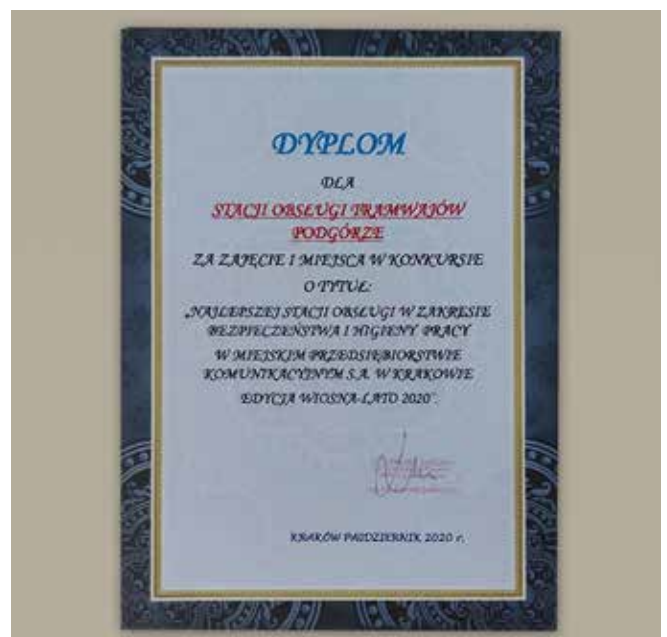 DYPLOM
DLA
STACJI OBSŁUGI TRAMWAJÓW
PODGÓRZE
ZA ZAJĘCIE I MIEJSCA W KONKURSIE
O TYTUŁ:
„NAJLEPSZEJ STACJI OBSŁUGI W ZAKRESIE
BEZPIECZEŃSTWA I HIGIENY PRACY
W MIEJSKIM PRZEDSIĘBIORSTWIE
KOMUNIKACYJNYM S.A. W KRAKOWIE
EDYCJA WIOSNA-LATO 2020”.
KRAKÓW PAŹDZIERNIK 2020 r.